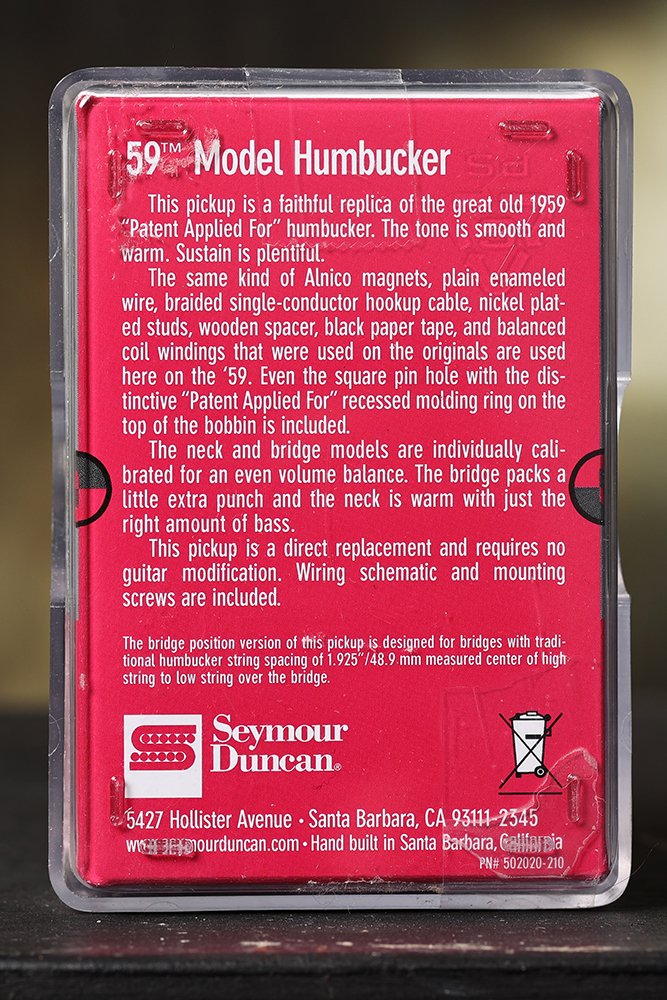 59™ Model Humbucker
This pickup is a faithful replica of the great old 1959
“Patent Applied For” humbucker. The tone is smooth and
warm. Sustain is plentiful.
The same kind of Alnico magnets, plain enameled
wire, braided single-conductor hookup cable, nickel plat-
ed studs, wooden spacer, black paper tape, and balanced
coil windings that were used on the originals are used
here on the ‘59. Even the square pin hole with the dis-
tinctive “Patent Applied For” recessed molding ring on the
top of the bobbin is included.
The neck and bridge models are individually cali-
brated for an even volume balance. The bridge packs a
little extra punch and the neck is warm with just the
right amount of bass.
This pickup is a direct replacement and requires no
guitar modification. Wiring schematic and mounting
screws are included.
The bridge position version of this pickup is designed for bridges with tradi-
tional humbucker string spacing of 1.925”/48.9 mm measured center of high
string to low string over the bridge.
Seymour
Duncan®
5427 Hollister Avenue • Santa Barbara, CA 93111-2345
www.seymourduncan.com • Hand built in Santa Barbara, California
PN# 502020-210